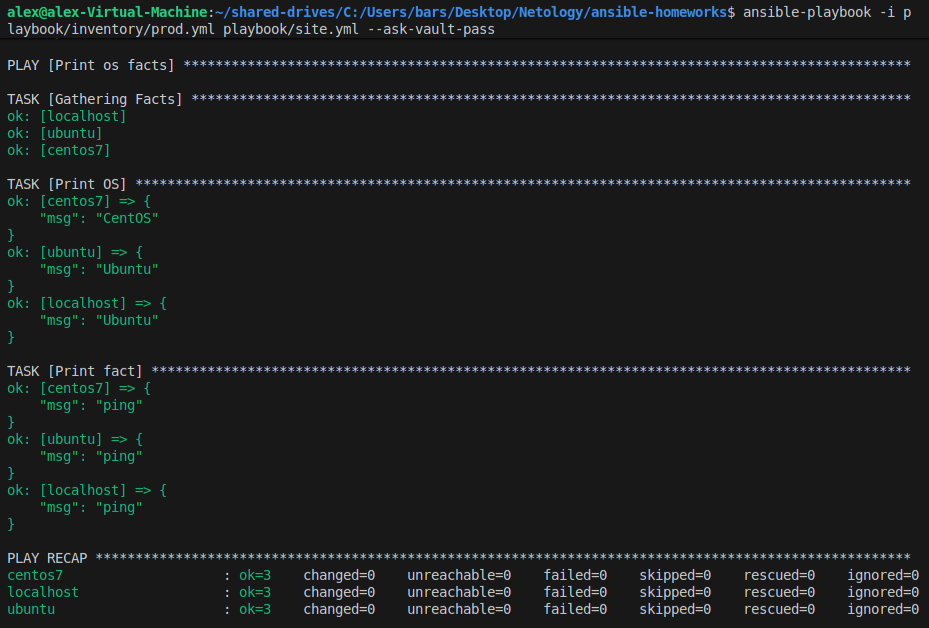 alex@alex-Virtual-Machine:~/shared-drives/C:/Users/bars/Desktop/Netology/ansible-homeworks$ ansible-playbook -i p
laybook/inventory/prod.yml playbook/site.yml --ask-vault-pass
PLAY [Print os facts] *******************************************************************************************
TASK [Gathering Facts] ******************************************************************************************
ok: [localhost]
ok: [ubuntu]
ok: [centos7]
TASK [Print OS] *************************************************************************************************
ok: [centos7] => {
    "msg": "CentOS"
}
ok: [ubuntu] => {
    "msg": "Ubuntu"
}
ok: [localhost] => {
    "msg": "Ubuntu"
}
TASK [Print fact] ***********************************************************************************************
ok: [centos7] => {
    "msg": "ping"
}
ok: [ubuntu] => {
    "msg": "ping"
}
ok: [localhost] => {
    "msg": "ping"
}
PLAY RECAP ******************************************************************************************************
centos7                    : ok=3    changed=0    unreachable=0    failed=0    skipped=0    rescued=0    ignored=0
localhost                  : ok=3    changed=0    unreachable=0    failed=0    skipped=0    rescued=0    ignored=0
ubuntu                     : ok=3    changed=0    unreachable=0    failed=0    skipped=0    rescued=0    ignored=0